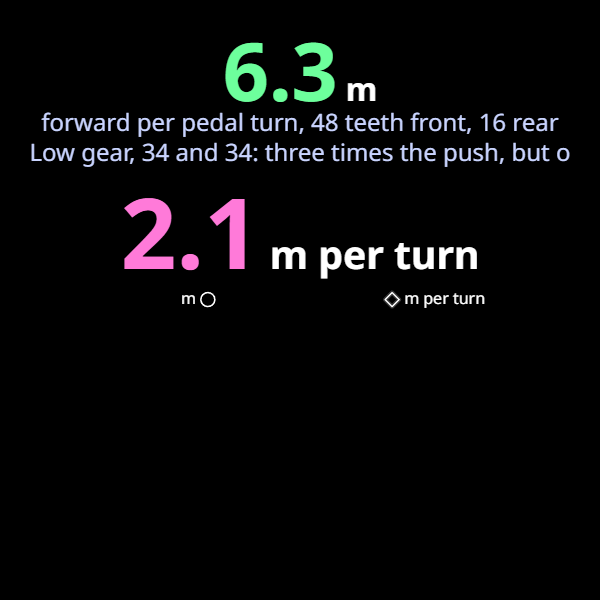 6.3 m
forward per pedal turn, 48 teeth front, 16 rear
Low gear, 34 and 34: three times the push, but o
2.1 m per turn
m
m per turn